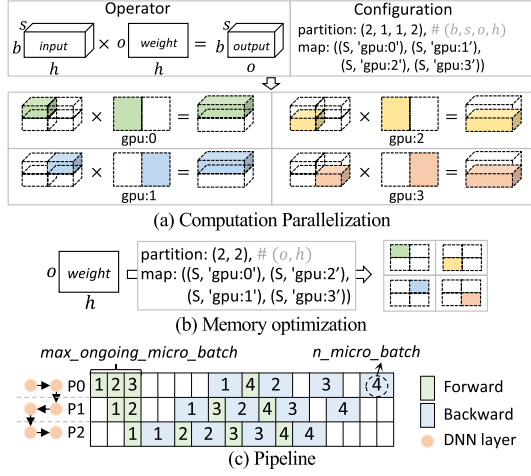 Operator
Configuration
s
b
input
h
×
o
weight
h
=
s
b
output
o
partition: (2, 1, 1, 2), # (b, s, o, h)
map: ((S, 'gpu:0'), (S, 'gpu:1’),
(S, 'gpu:2’), (S, 'gpu:3’))
× =
gpu:0
× =
gpu:2
× =
gpu:1
× =
gpu:3
(a) Computation Parallelization
o
weight
h
partition: (2, 2), # (o, h)
map: ((S, 'gpu:0'), (S, 'gpu:2’),
(S, 'gpu:1'), (S, 'gpu:3’))
(b) Memory optimization
max_ongoing_micro_batch
n_micro_batch
P0 1 2 3 1 4 2 3 4
P1 1 2 1 3 2 4 3 4
P2 1 1 2 2 3 3 4 4
Forward
Backward
DNN layer
(c) Pipeline